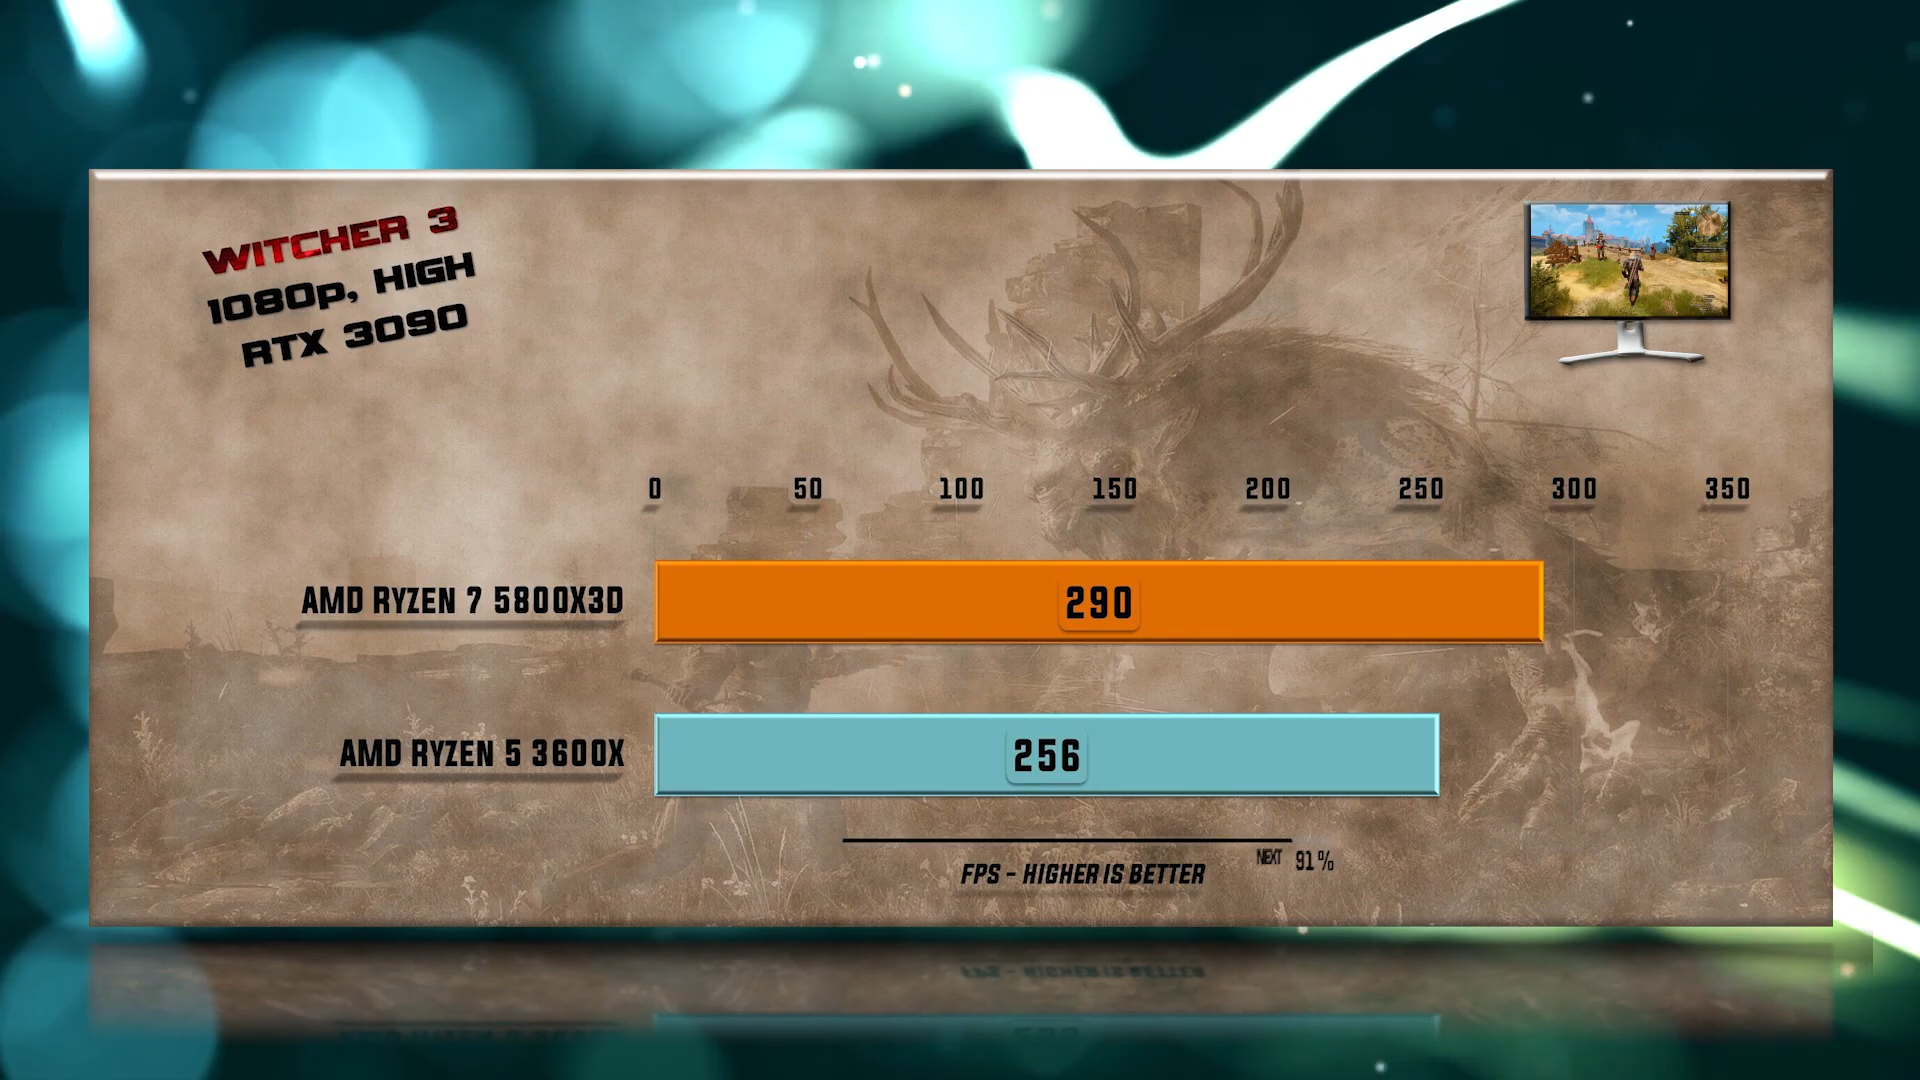 WITCHER 3
1080p, HIGH
RTX 3090
0 50 100 150 200 250 300 350
AMD RYZEN 7 5800X3D 290
AMD RYZEN 5 3600X 256
NEXT 91%
FPS - HIGHER IS BETTER